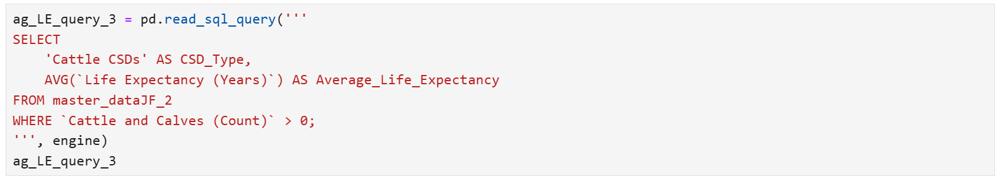 ag_LE_query_3 = pd.read_sql_query('''
SELECT
    'Cattle CSDs' AS CSD_Type,
    AVG(`Life Expectancy (Years)`) AS Average_Life_Expectancy
FROM master_dataJF_2
WHERE `Cattle and Calves (Count)` > 0;
''', engine)
ag_LE_query_3